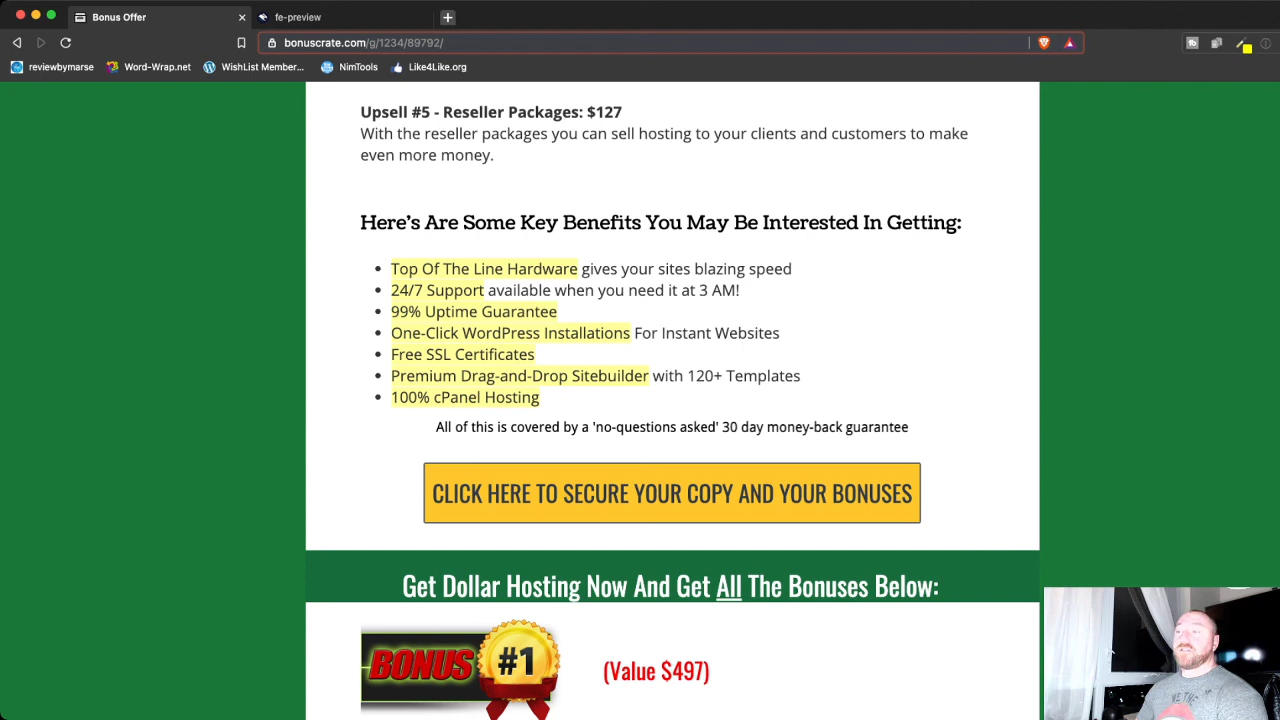 Bonus Offer
fe-preview
bonuscrate.com/g/1234/89792/
reviewbymarse
Word-Wrap.net
WishList Member...
NimTools
Like4Like.org
Upsell #5 - Reseller Packages: $127
With the reseller packages you can sell hosting to your clients and customers to make
even more money.
Here's Are Some Key Benefits You May Be Interested In Getting:
Top Of The Line Hardware gives your sites blazing speed
24/7 Support available when you need it at 3 AM!
99% Uptime Guarantee
One-Click WordPress Installations For Instant Websites
Free SSL Certificates
Premium Drag-and-Drop Sitebuilder with 120+ Templates
100% cPanel Hosting
All of this is covered by a 'no-questions asked' 30 day money-back guarantee
CLICK HERE TO SECURE YOUR COPY AND YOUR BONUSES
Get Dollar Hosting Now And Get All The Bonuses Below:
BONUS #1
(Value $497)